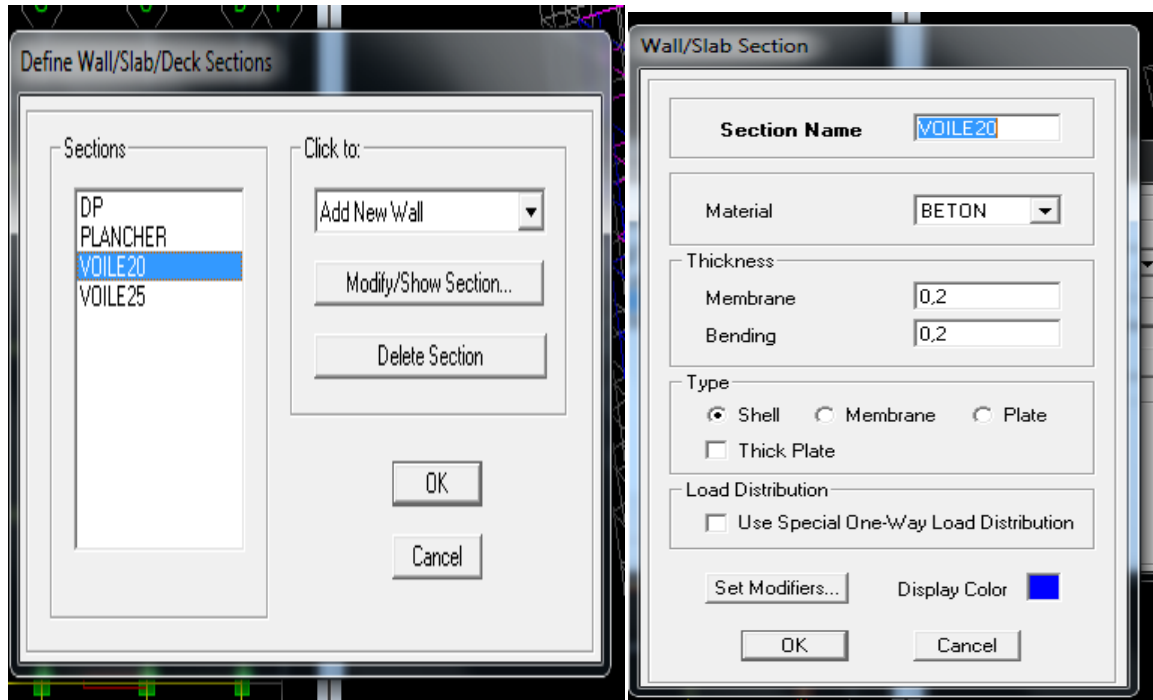 Define Wall/Slab/Deck Sections
Sections
DP
PLANCHER
VOILE20
VOILE25
Click to:
Add New Wall
Modify/Show Section...
Delete Section
OK
Cancel
Wall/Slab Section
Section Name VOILE20
Material BETON
Thickness
Membrane 0,2
Bending 0,2
Type
Shell Membrane Plate
Thick Plate
Load Distribution
Use Special One-Way Load Distribution
Set Modifiers... Display Color
OK Cancel